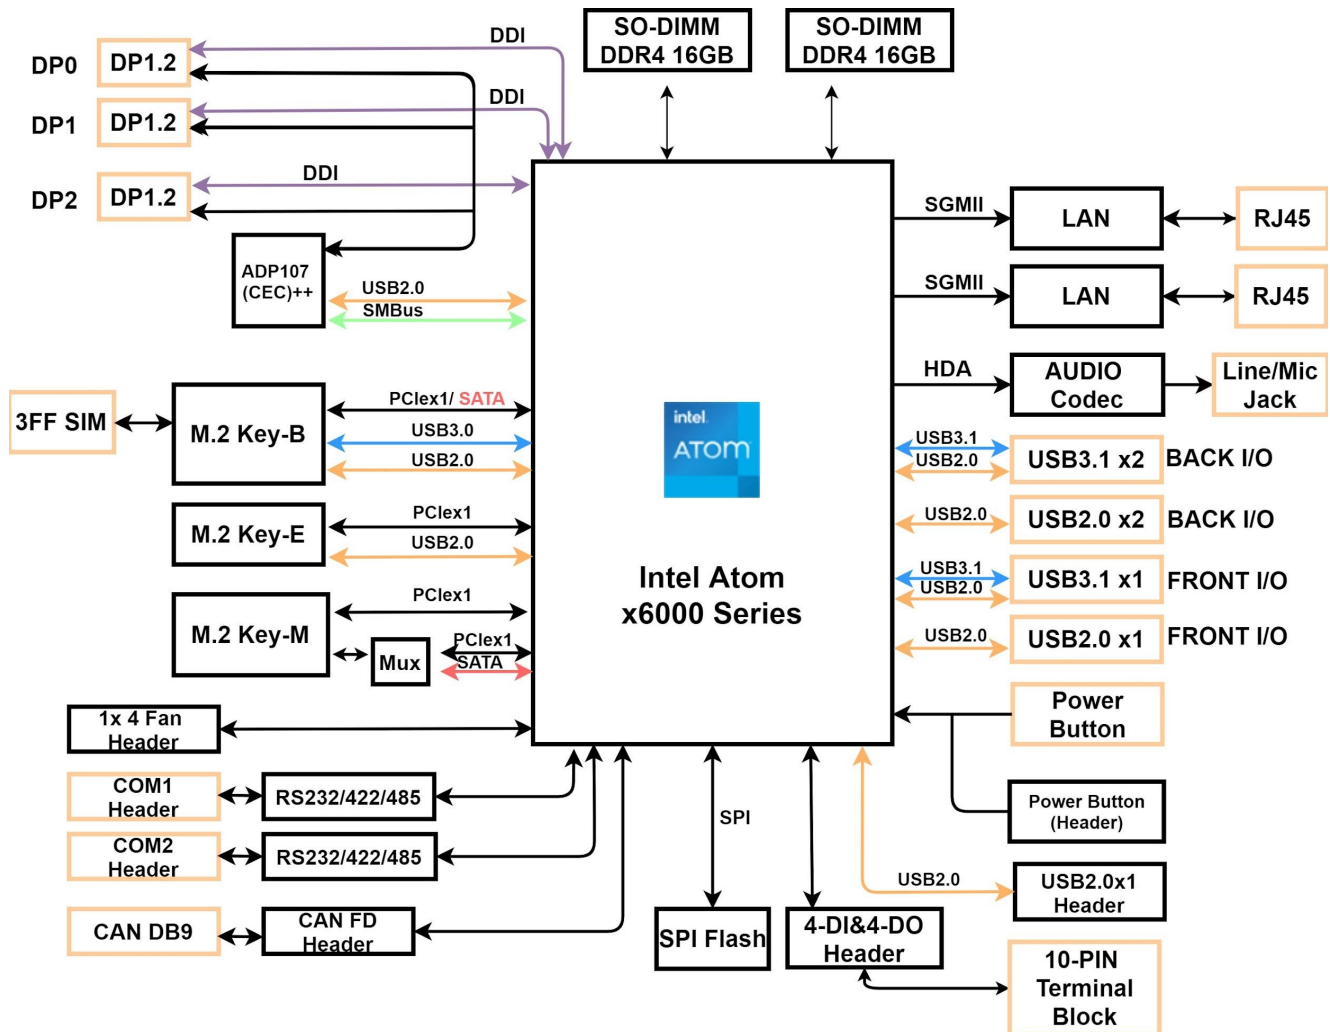 DP0
DP1.2
DDI
DP1
DP1.2
DDI
DP2
DP1.2
DDI
ADP107
(CEC)++
USB2.0
SMBus
SO-DIMM
DDR4 16GB
SO-DIMM
DDR4 16GB
SGMII
LAN
RJ45
SGMII
LAN
RJ45
HDA
AUDIO
Codec
Line/Mic
Jack
3FF SIM
M.2 Key-B
PCIex1/ SATA
USB3.0
USB2.0
M.2 Key-E
PCIex1
USB2.0
M.2 Key-M
PCIex1
Mux
PCIex1
SATA
intel
ATOM
Intel Atom
x6000 Series
USB3.1
USB2.0
USB3.1 x2
BACK I/O
USB2.0
USB2.0 x2
BACK I/O
USB3.1
USB2.0
USB3.1 x1
FRONT I/O
USB2.0
USB2.0 x1
FRONT I/O
1x 4 Fan
Header
COM1
Header
RS232/422/485
COM2
Header
RS232/422/485
CAN DB9
CAN FD
Header
SPI
SPI Flash
4-DI&4-DO
Header
Power
Button
Power Button
(Header)
USB2.0
USB2.0x1
Header
10-PIN
Terminal
Block